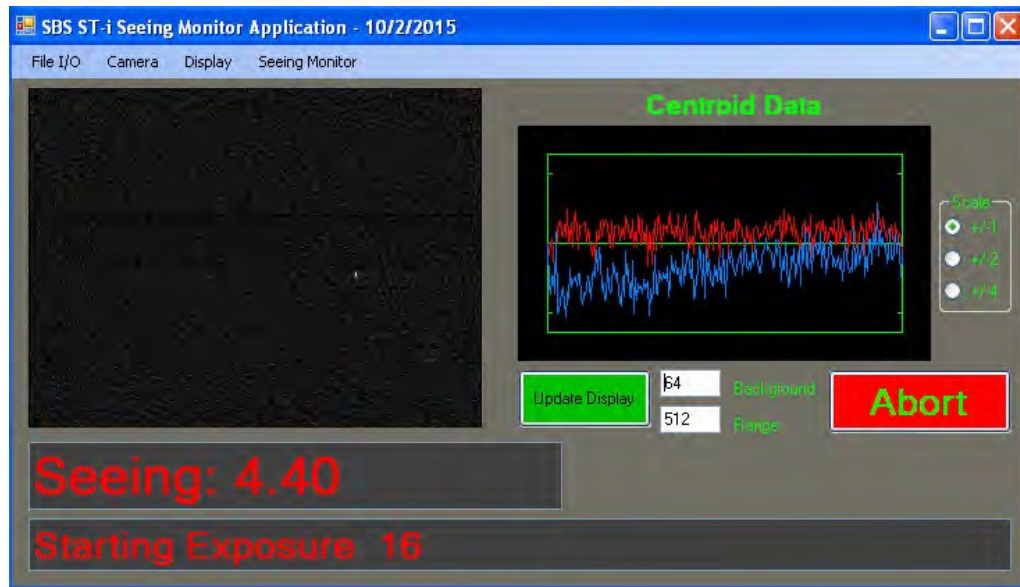 SBS ST-i Seeing Monitor Application - 10/2/2015
File I/O Camera Display Seeing Monitor
Centroid Data
Scale
+/-1
+/-2
+/-4
Update Display
64 Background
512 Range
Abort
Seeing: 4.40
Starting Exposure 16